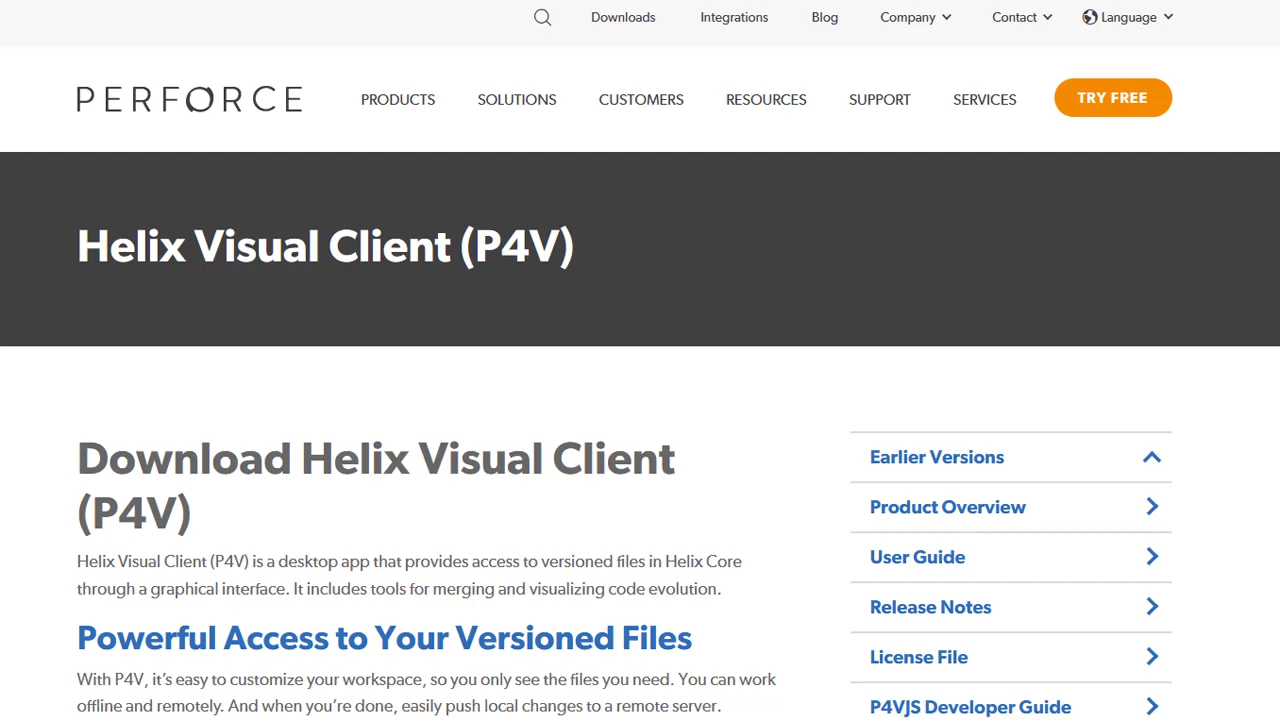 Downloads Integrations Blog Company Contact Language
PERFORCE PRODUCTS SOLUTIONS CUSTOMERS RESOURCES SUPPORT SERVICES TRY FREE
Helix Visual Client (P4V)
Download Helix Visual Client
(P4V)
Helix Visual Client (P4V) is a desktop app that provides access to versioned files in Helix Core
through a graphical interface. It includes tools for merging and visualizing code evolution.
Powerful Access to Your Versioned Files
With P4V, it’s easy to customize your workspace, so you only see the files you need. You can work
offline and remotely. And when you’re done, easily push local changes to a remote server.
Earlier Versions
Product Overview
User Guide
Release Notes
License File
P4VJS Developer Guide